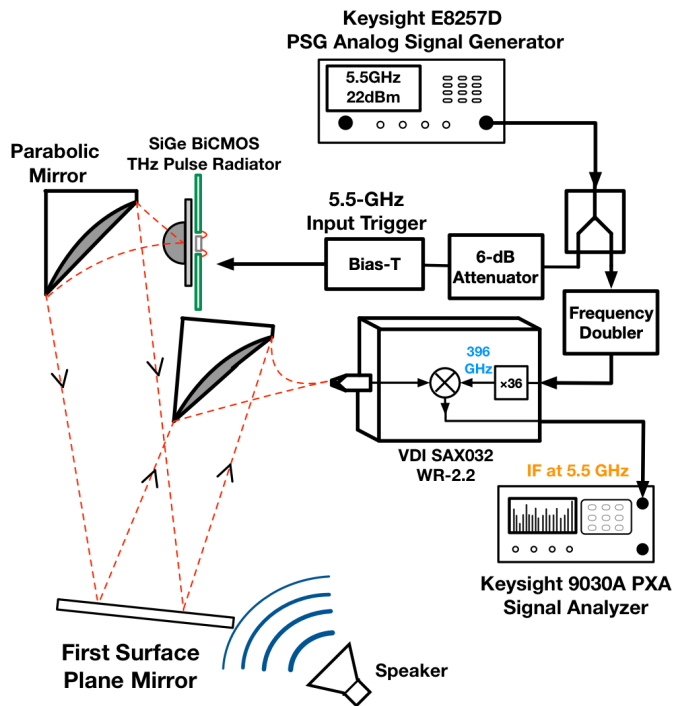 Keysight E8257D
PSG Analog Signal Generator
5.5GHz
22dBm
SiGe BiCMOS
THz Pulse Radiator
Parabolic
Mirror
5.5-GHz
Input Trigger
Bias-T
6-dB
Attenuator
Frequency
Doubler
396
GHz
×36
VDI SAX032
WR-2.2
IF at 5.5 GHz
Keysight 9030A PXA
Signal Analyzer
First Surface
Plane Mirror
Speaker